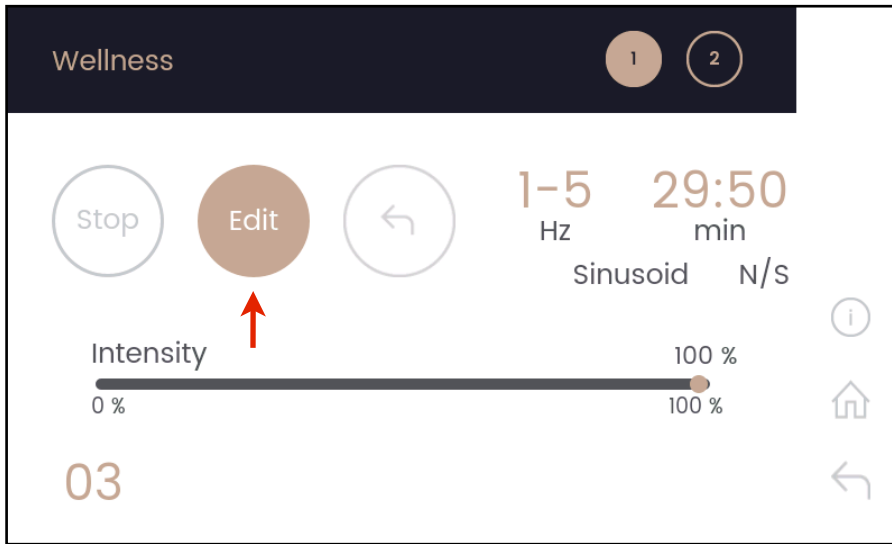 Wellness
1 2
Stop Edit
1-5 29:50
Hz min
Sinusoid N/S
Intensity 100 %
0 % 100 %
03
i